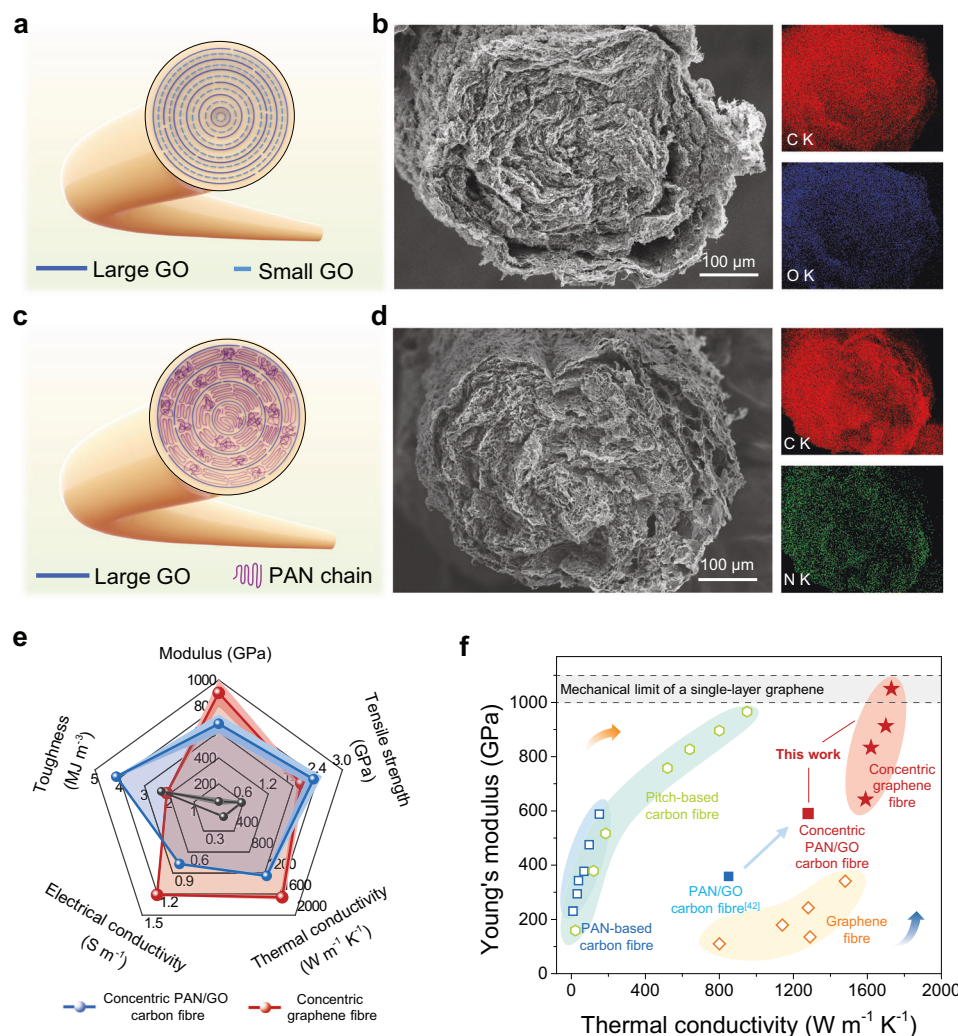 a
Large GO
Small GO
b
100 µm
C K
O K
c
Large GO
PAN chain
d
100 µm
C K
N K
e
Modulus (GPa)
Tensile strength
(GPa)
Thermal conductivity
(W m⁻¹ K⁻¹)
Electrical conductivity
(S m⁻¹)
Toughness
(MJ m⁻³)
1000
800
400
200
3.0
2.4
1.2
0.6
400
800
2000
0.3
0.6
0.9
1.2
1.5
1
3
4
5
Concentric PAN/GO
carbon fibre
Concentric
graphene fibre
f
Young's modulus (GPa)
1000
800
600
400
200
0
Mechanical limit of a single-layer graphene
This work
Concentric
graphene fibre
Pitch-based
carbon fibre
Concentric
PAN/GO
carbon fibre
PAN/GO
carbon fibre[42]
PAN-based
carbon fibre
Graphene
fibre
0
400
800
1200
1600
2000
Thermal conductivity (W m⁻¹ K⁻¹)